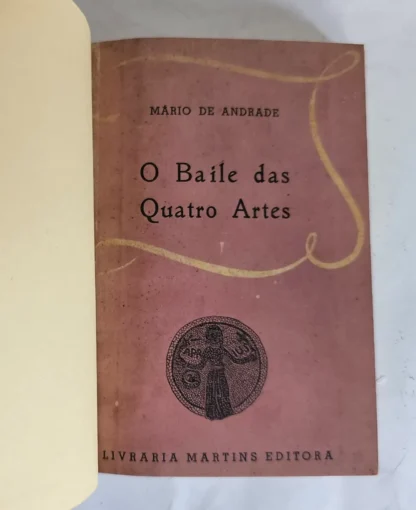 MÁRIO DE ANDRADE
O Baile das
Quatro Artes
LIVRARIA MARTINS EDITORA